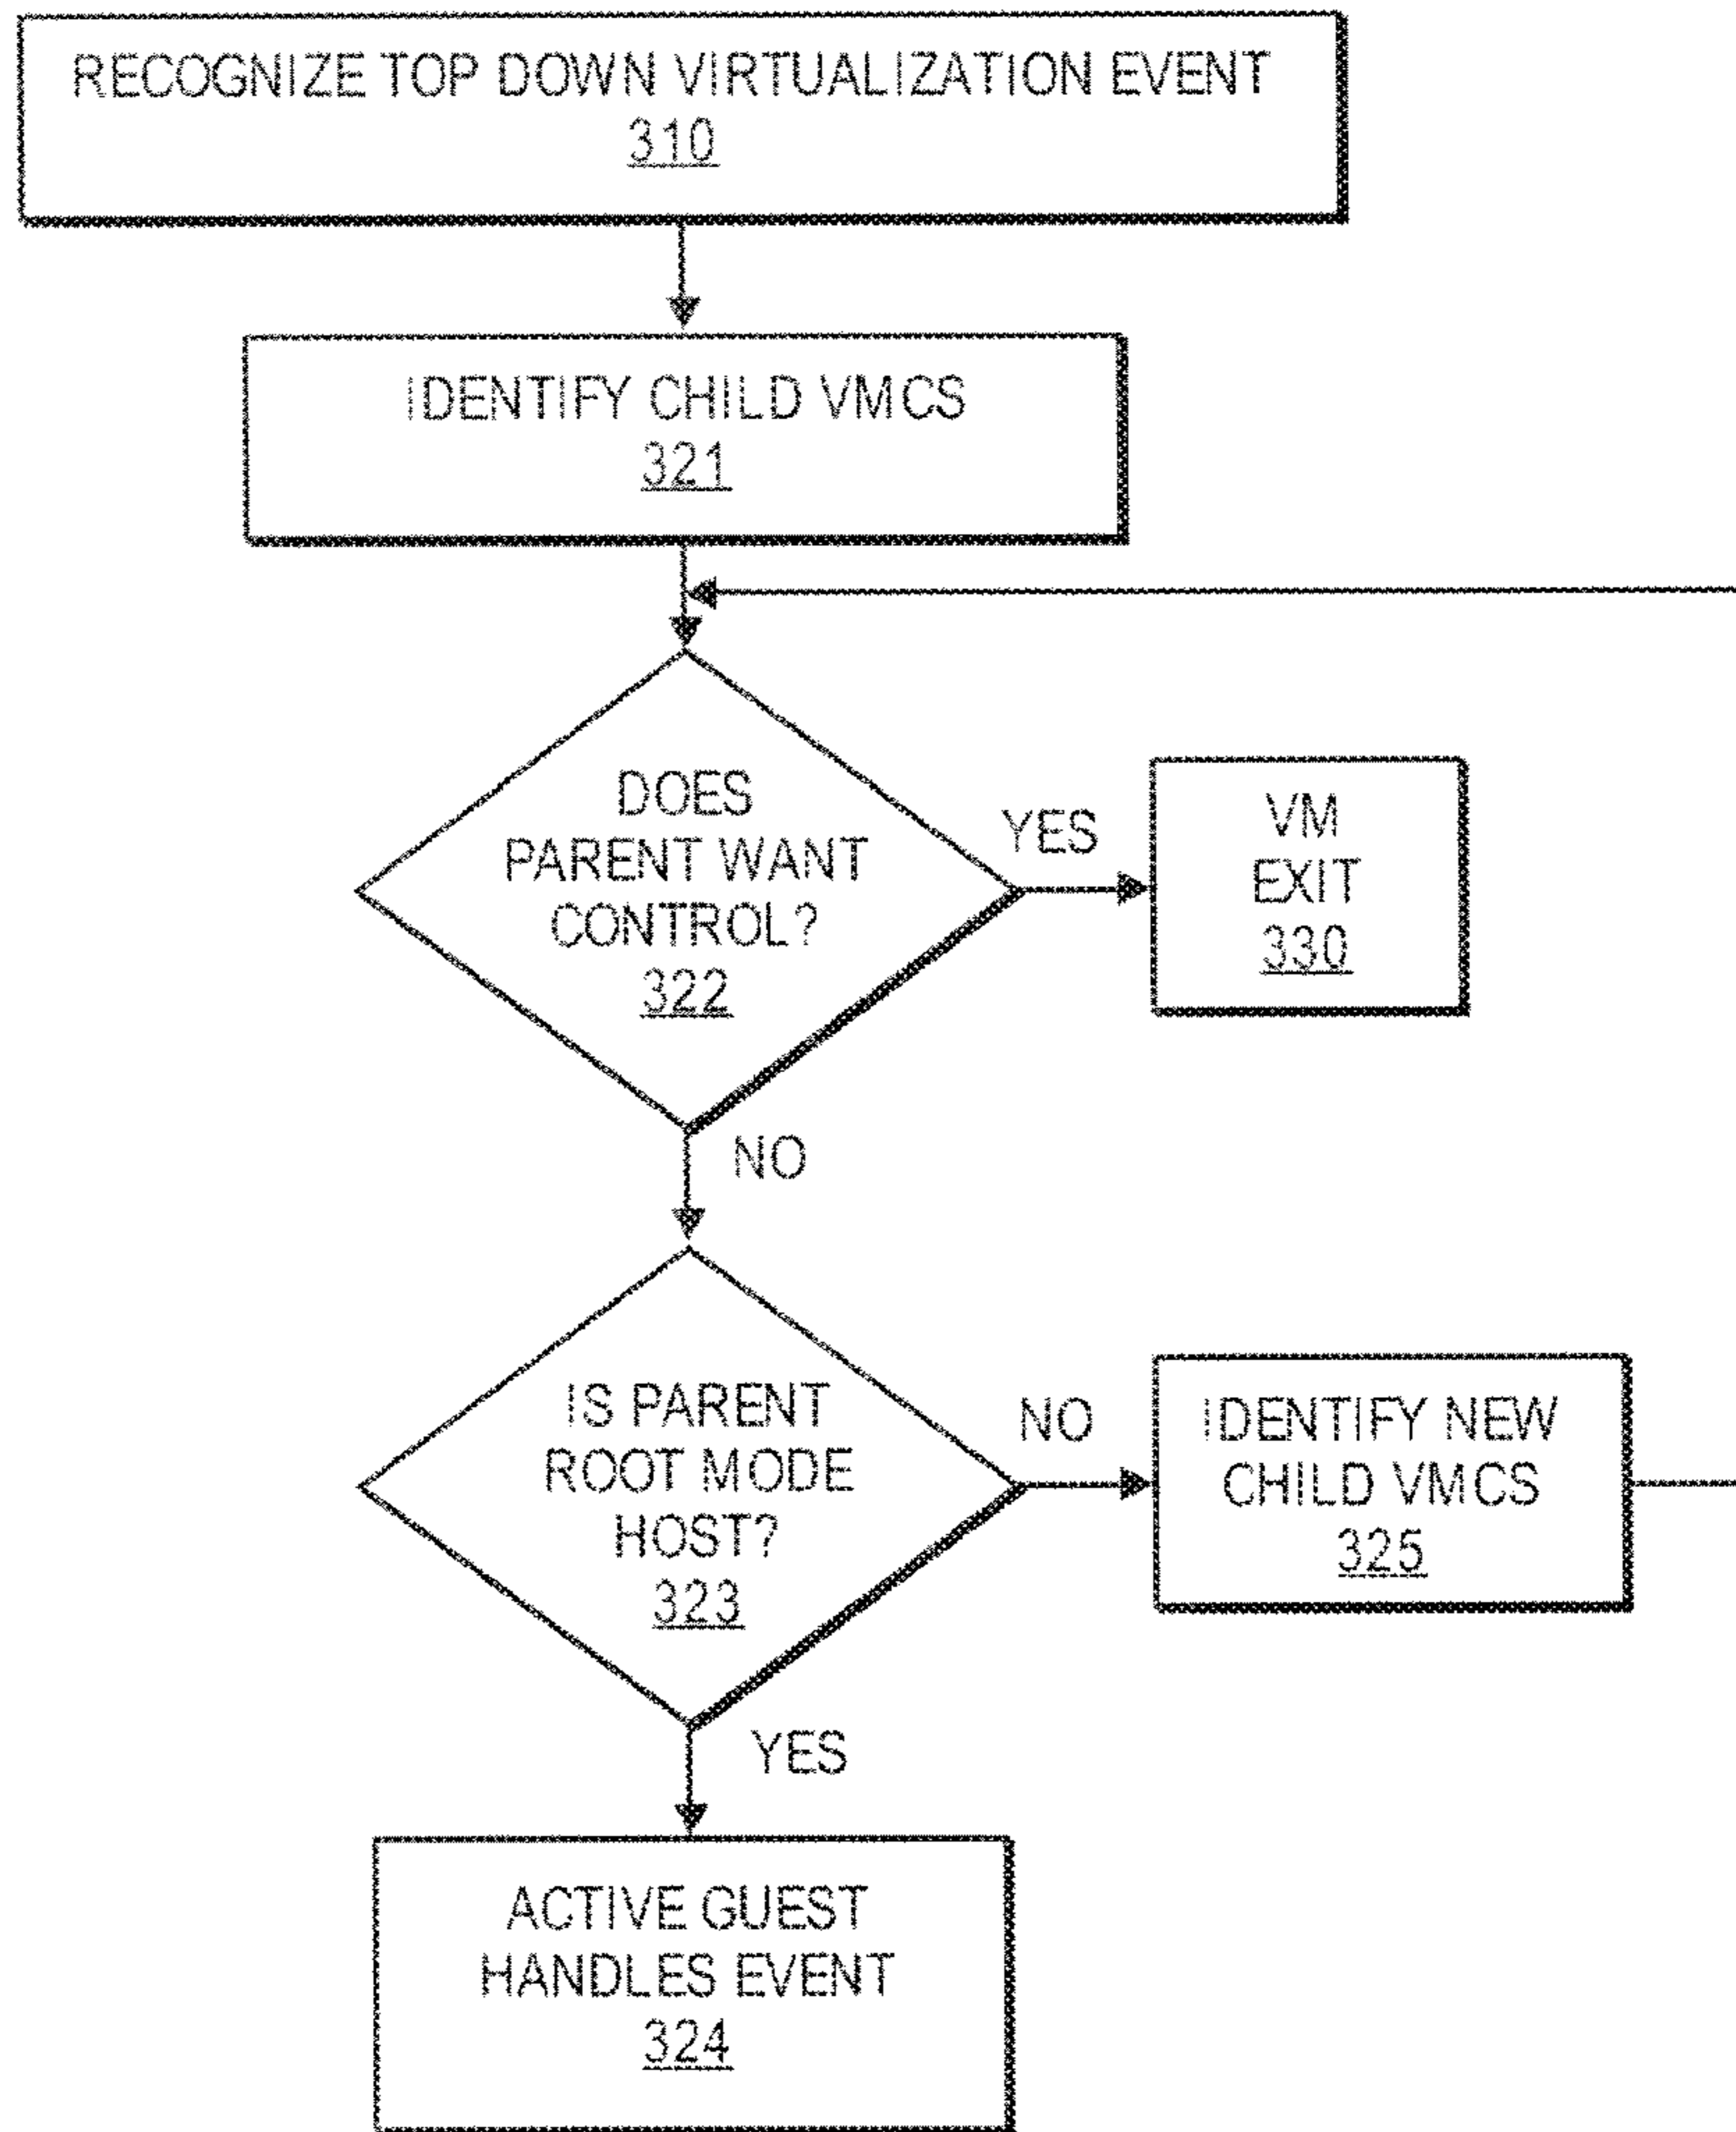 RECOGNIZE TOP DOWN VIRTUALIZATION EVENT
310
IDENTIFY CHILD VMCS
321
DOES
PARENT WANT
CONTROL?
322
YES
VM
EXIT
330
NO
IS PARENT
ROOT MODE
HOST?
323
NO
IDENTIFY NEW
CHILD VMCS
325
YES
ACTIVE GUEST
HANDLES EVENT
324